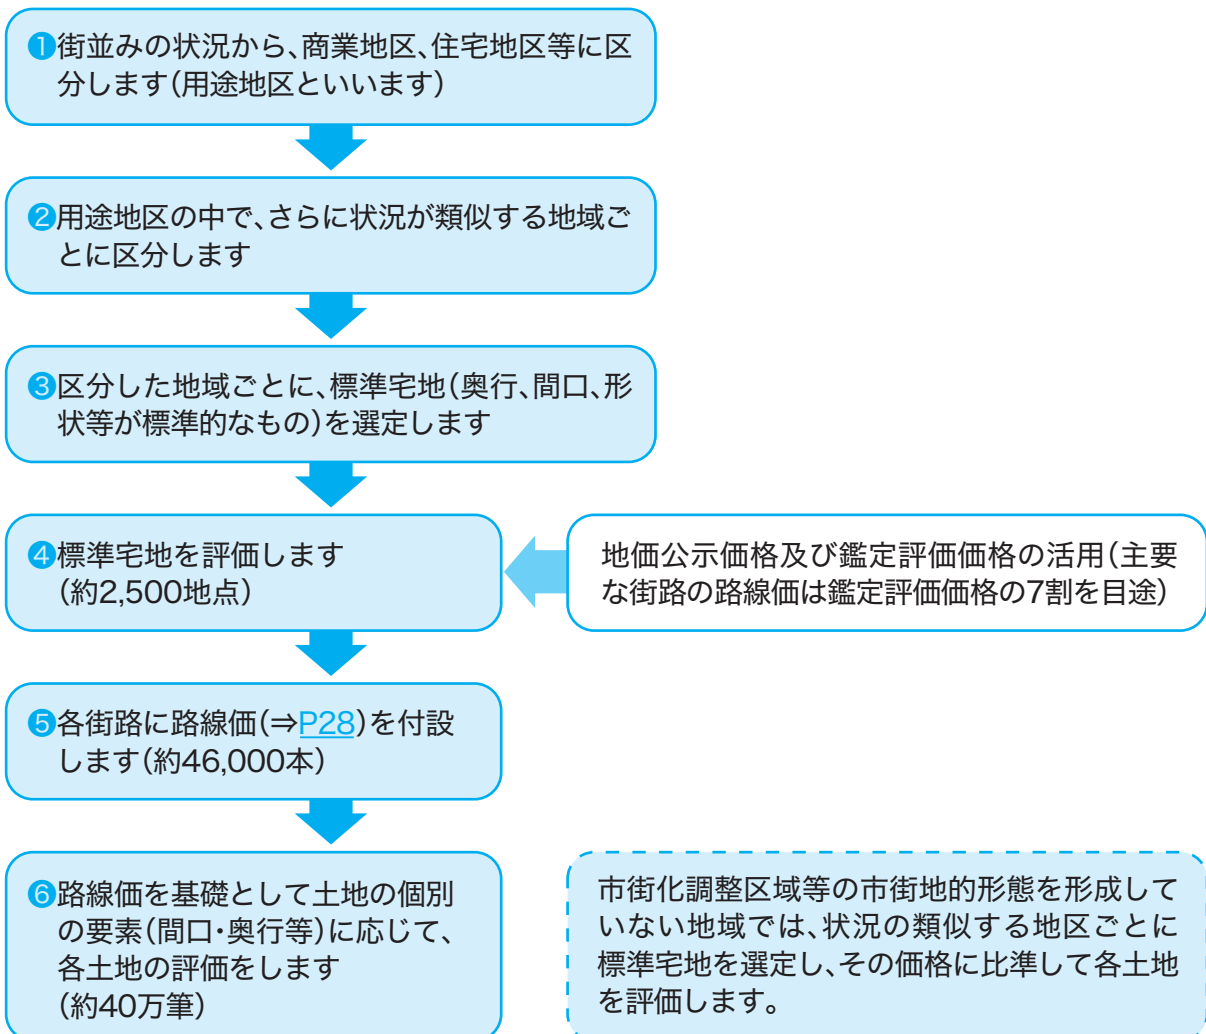 ❶街並みの状況から、商業地区、住宅地区等に区
分します(用途地区といいます)
❷用途地区の中で、さらに状況が類似する地域ご
とに区分します
❸区分した地域ごとに、標準宅地(奥行、間口、形
状等が標準的なもの)を選定します
❹標準宅地を評価します
(約2,500地点)
地価公示価格及び鑑定評価価格の活用(主要
な街路の路線価は鑑定評価価格の7割を目途)
❺各街路に路線価(⇒P28)を付設
します(約46,000本)
❻路線価を基礎として土地の個別
の要素(間口・奥行等)に応じて、
各土地の評価をします
(約40万筆)
市街化調整区域等の市街地的形態を形成して
いない地域では、状況の類似する地区ごとに
標準宅地を選定し、その価格に比準して各土地
を評価します。